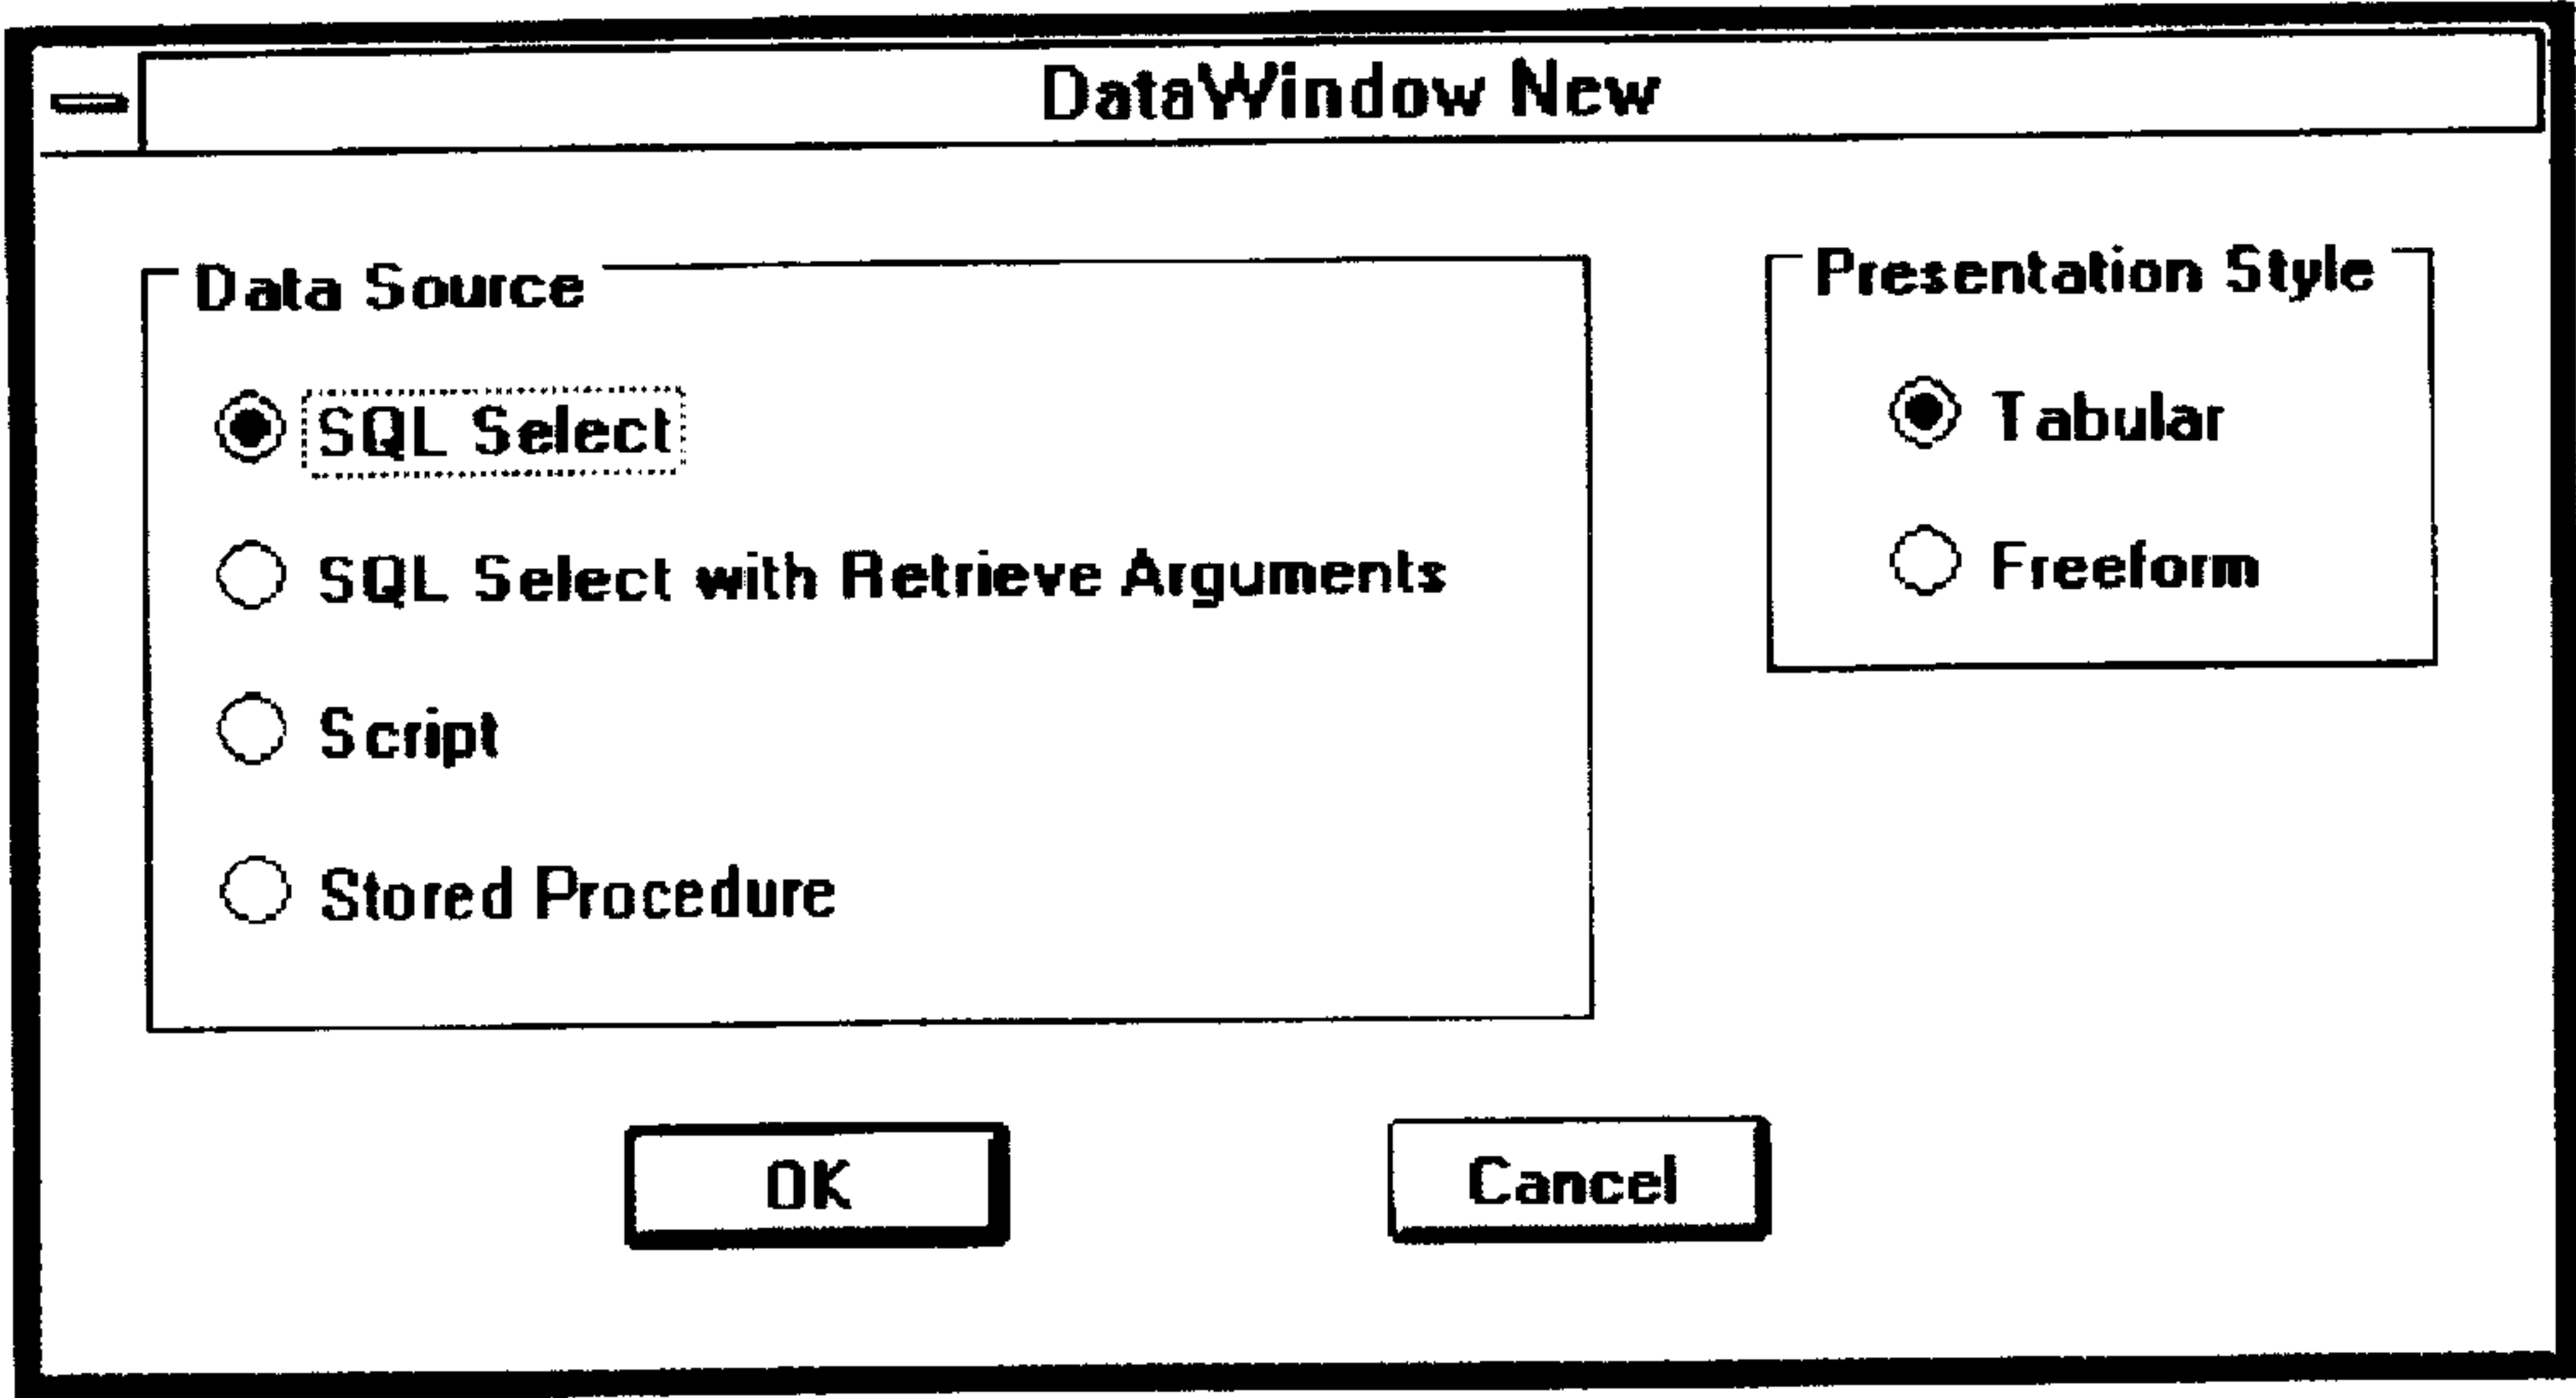 DataWindow New
Data Source
SQL Select
SQL Select with Retrieve Arguments
Script
Stored Procedure
Presentation Style
Tabular
Freeform
OK
Cancel